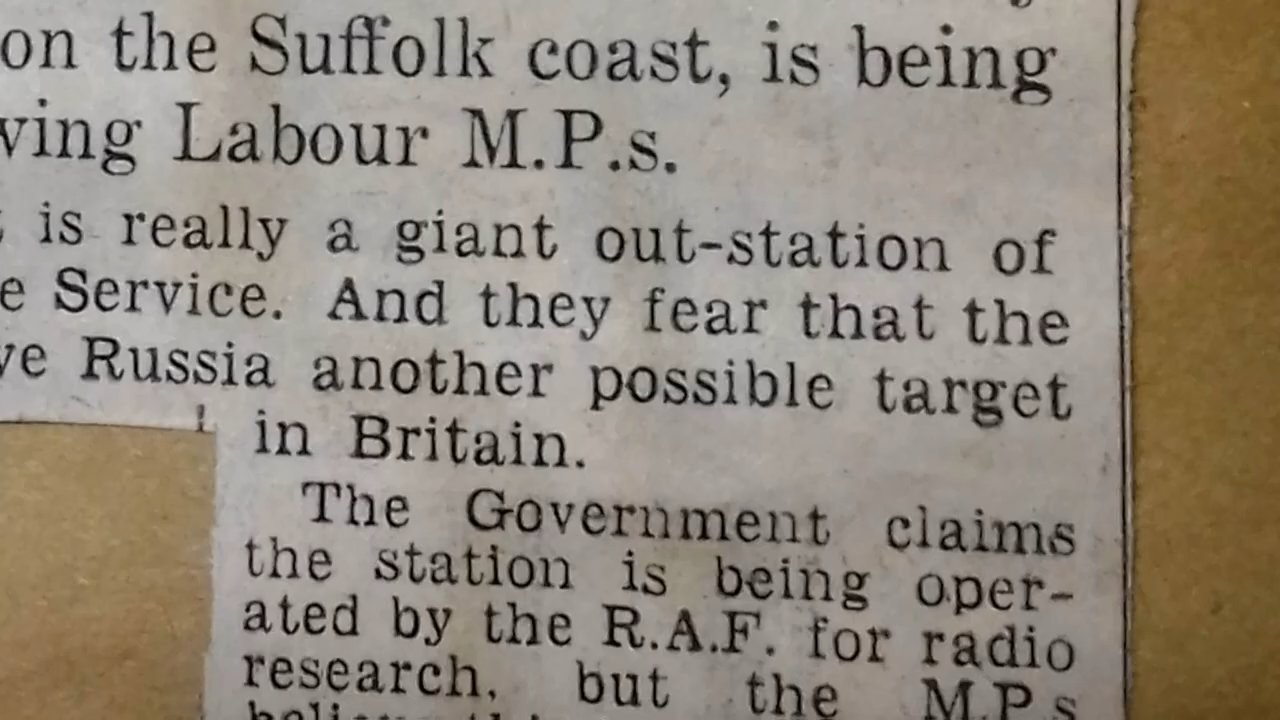 on the Suffolk coast, is being
ving Labour M.P.s.
is really a giant out-station of
e Service. And they fear that the
ve Russia another possible target
in Britain.
The Government claims
the station is being oper-
ated by the R.A.F. for radio
research, but the M.P.s